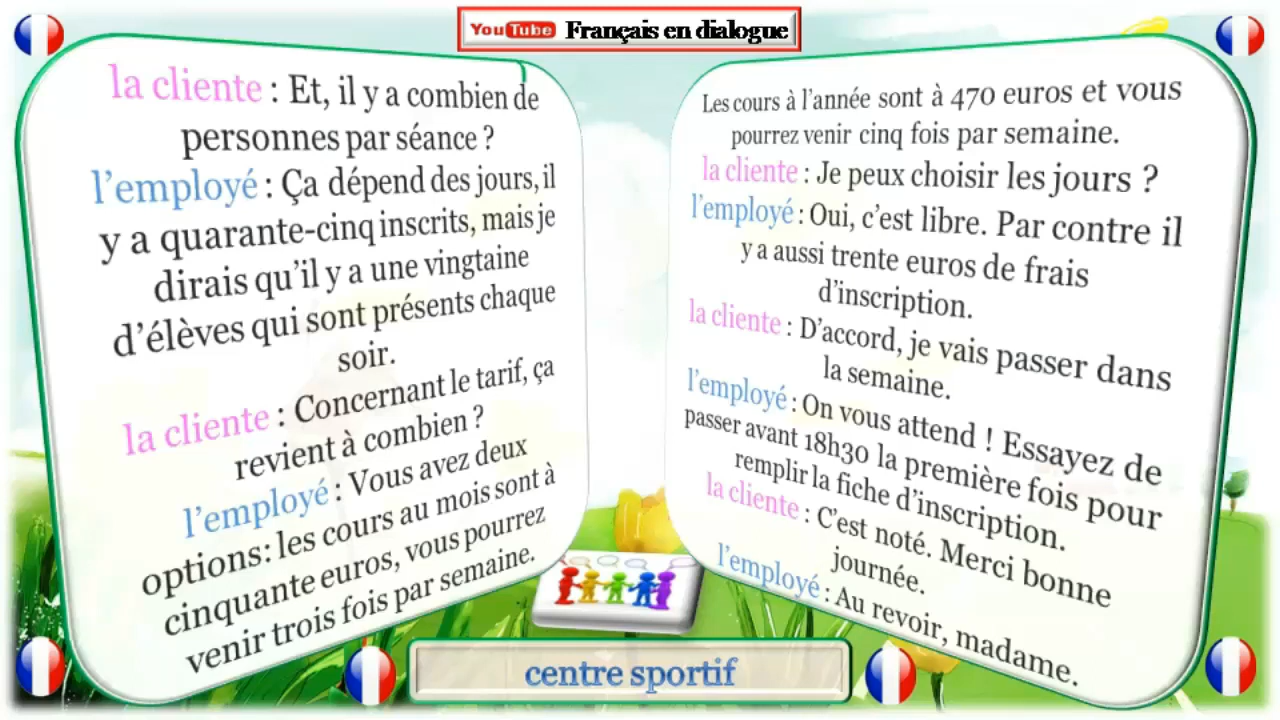 YouTube Français en dialogue
la cliente : Et, il y a combien de
personnes par séance ?
l'employé : Ça dépend des jours, il
y a quarante-cinq inscrits, mais je
dirais qu'il y a une vingtaine
d'élèves qui sont présents chaque
soir.
la cliente : Concernant le tarif, ça
revient à combien ?
l'employé : Vous avez deux
options: les cours au mois sont à
cinquante euros, vous pourrez
venir trois fois par semaine.
Les cours à l'année sont à 470 euros et vous
pourrez venir cinq fois par semaine.
la cliente : Je peux choisir les jours ?
l'employé : Oui, c'est libre. Par contre il
y a aussi trente euros de frais
d'inscription.
la cliente : D'accord, je vais passer dans
la semaine.
l'employé : On vous attend ! Essayez de
passer avant 18h30 la première fois pour
remplir la fiche d'inscription.
la cliente : C'est noté. Merci bonne
journée.
l'employé : Au revoir, madame.
centre sportif